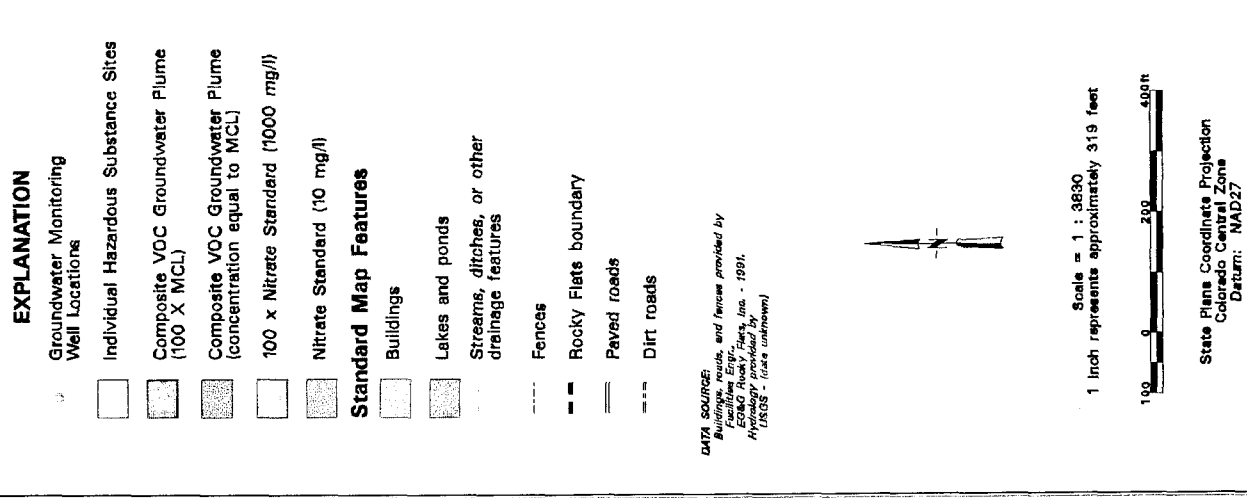 EXPLANATION
Groundwater Monitoring
Well Locations
Individual Hazardous Substance Sites
Composite VOC Groundwater Plume
(100 X MCL)
Composite VOC Groundwater Plume
(concentration equal to MCL)
100 x Nitrate Standard (1000 mg/l)
Nitrate Standard (10 mg/l)
Standard Map Features
Buildings
Lakes and ponds
Streams, ditches, or other
drainage features
Fences
Rocky Flats boundary
Paved roads
Dirt roads
DATA SOURCE:
Buildings, roads, and fences provided by
Facilities Engr.
EG&G Rocky Flats, Inc. - 1991.
Hydrology provided by
USGS - (date unknown)
Scale = 1 : 3830
1 inch represents approximately 319 feet
100 0 200 400ft
State Plane Coordinate Projection
Colorado Central Zone
Datum: NAD27